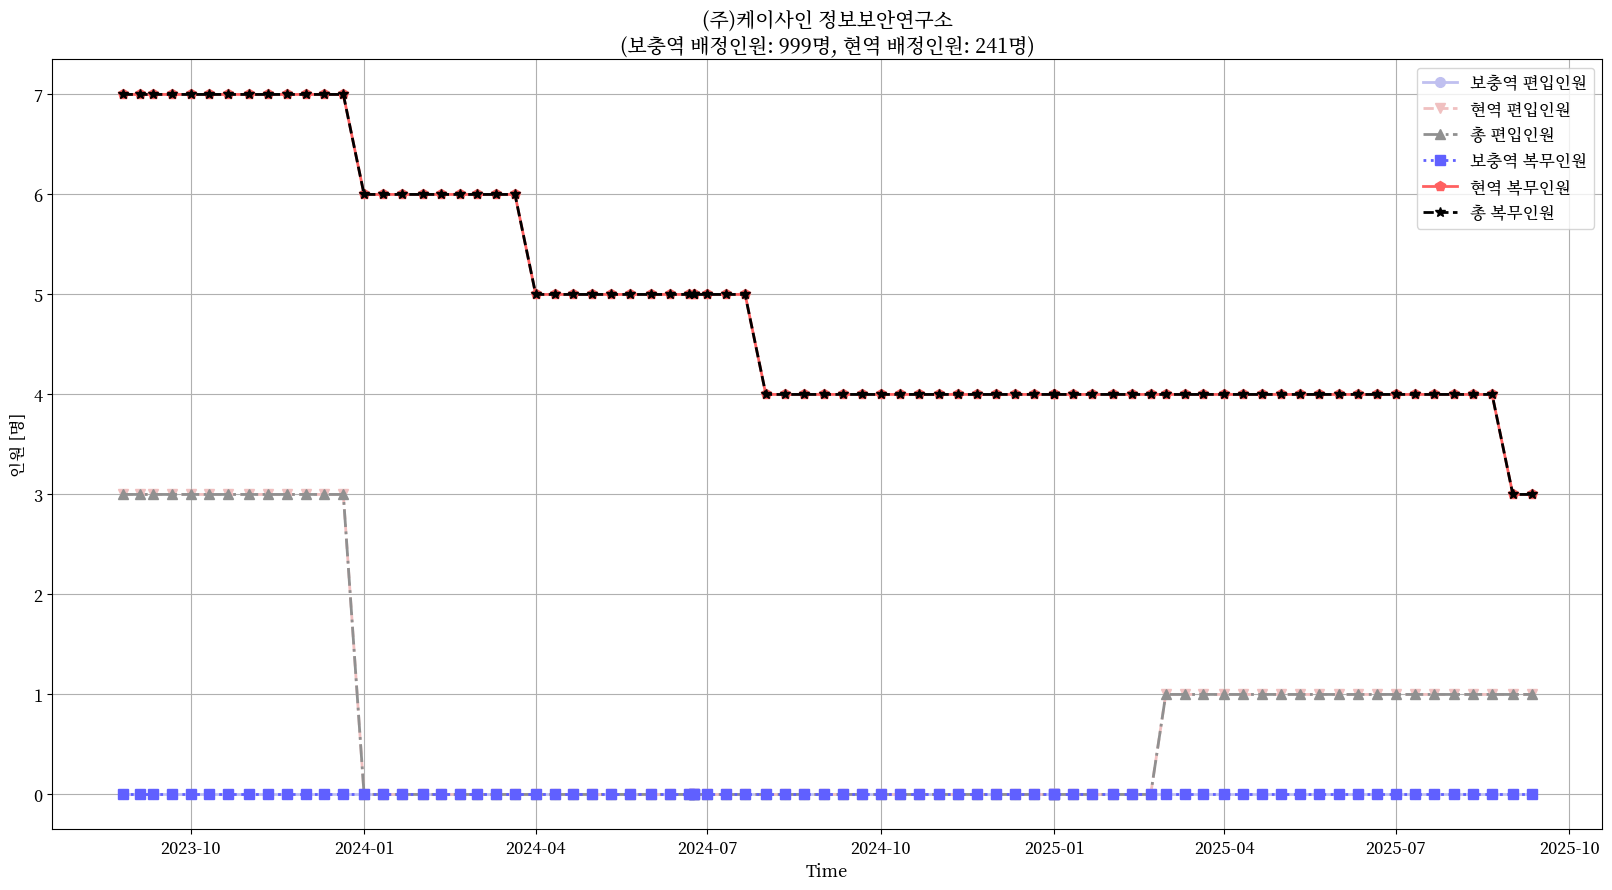 (주)케이사인 정보보안연구소
(보충역 배정인원: 999명, 현역 배정인원: 241명)
보충역 편입인원
현역 편입인원
총 편입인원
보충역 복무인원
현역 복무인원
총 복무인원
인원 [명]
7
6
5
4
3
2
1
0
2023-10
2024-01
2024-04
2024-07
2024-10
2025-01
2025-04
2025-07
2025-10
Time